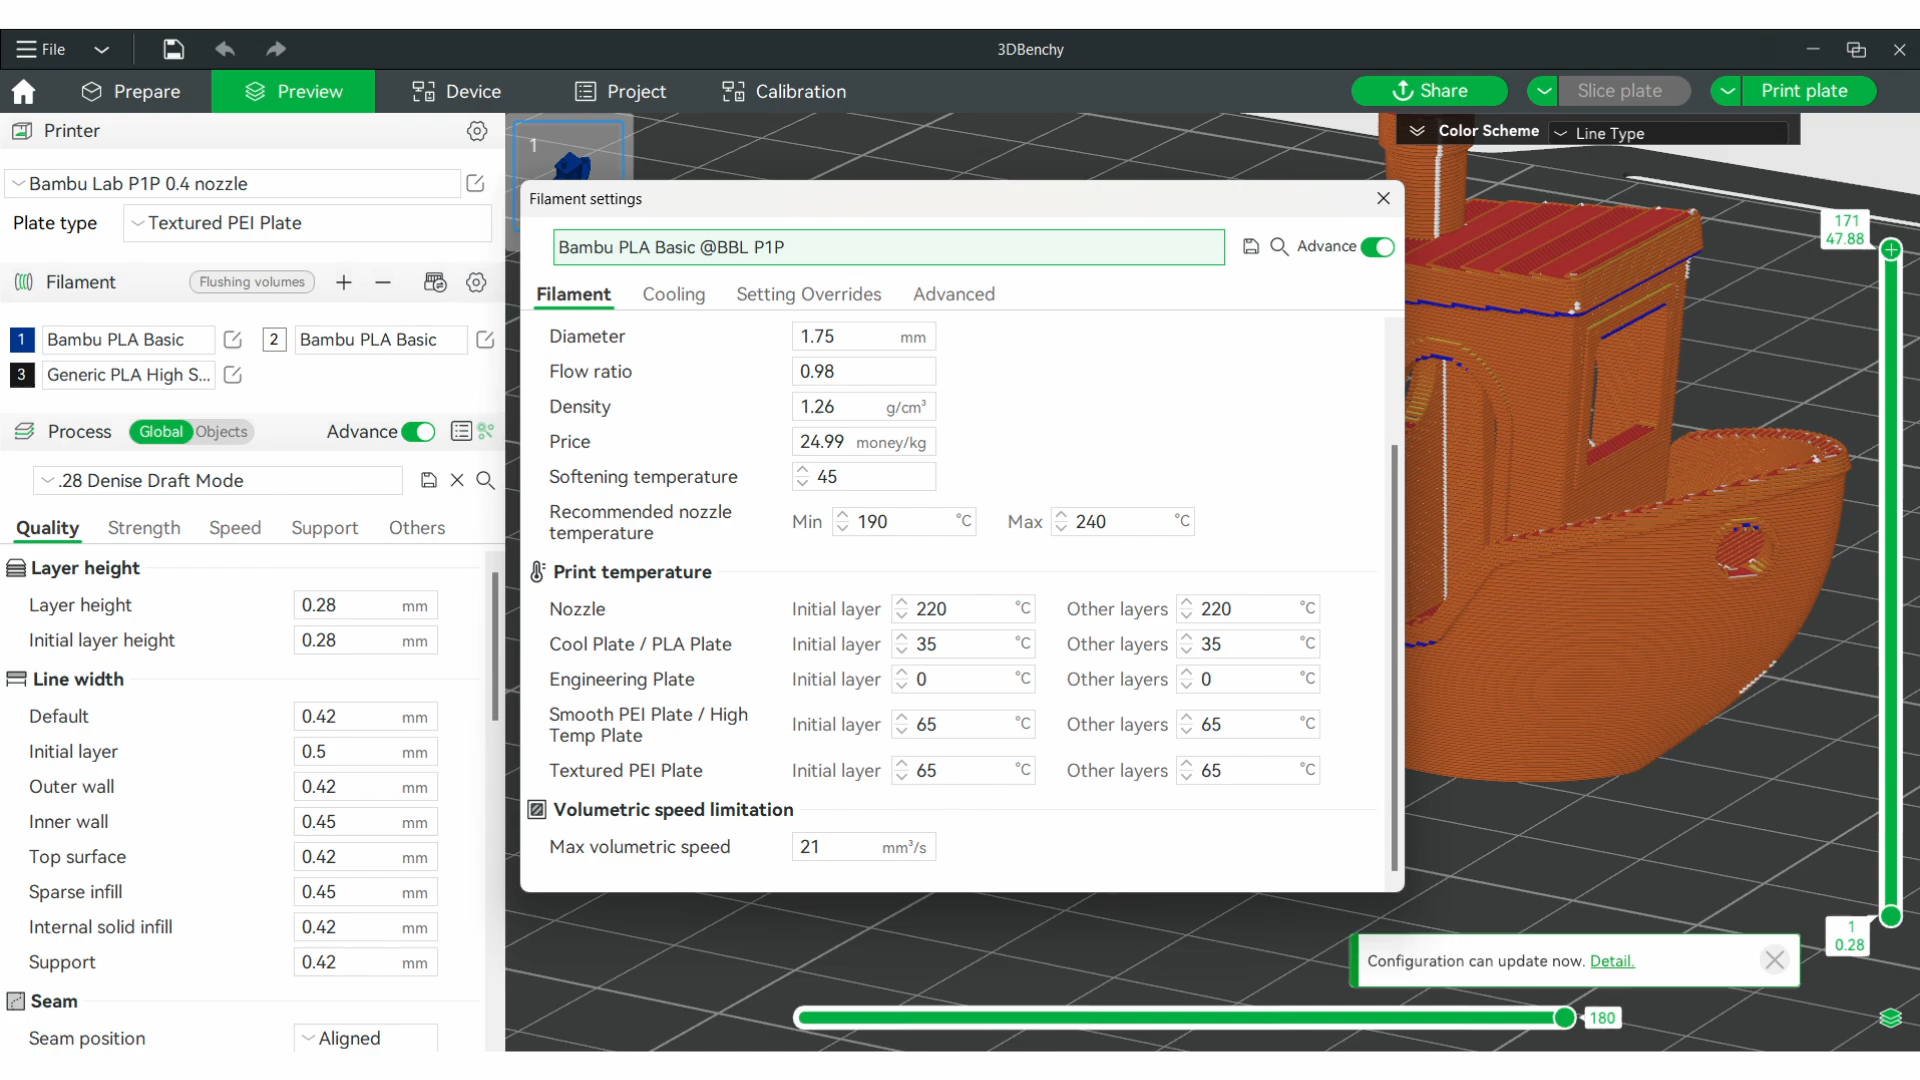 File
3DBenchy
Prepare
Preview
Device
Project
Calibration
Share
Slice plate
Print plate
Printer
Bambu Lab P1P 0.4 nozzle
Plate type
Textured PEI Plate
Filament
Flushing volumes
1 Bambu PLA Basic
2 Bambu PLA Basic
3 Generic PLA High S...
Process
Global Objects
Advance
.28 Denise Draft Mode
Quality Strength Speed Support Others
Layer height
Layer height 0.28 mm
Initial layer height 0.28 mm
Line width
Default 0.42 mm
Initial layer 0.5 mm
Outer wall 0.42 mm
Inner wall 0.45 mm
Top surface 0.42 mm
Sparse infill 0.45 mm
Internal solid infill 0.42 mm
Support 0.42 mm
Seam
Seam position Aligned
1
Filament settings
Bambu PLA Basic @BBL P1P
Advance
Filament Cooling Setting Overrides Advanced
Diameter 1.75 mm
Flow ratio 0.98
Density 1.26 g/cm³
Price 24.99 money/kg
Softening temperature 45
Recommended nozzle
temperature
Min 190 °C Max 240 °C
Print temperature
Nozzle Initial layer 220 °C Other layers 220 °C
Cool Plate / PLA Plate Initial layer 35 °C Other layers 35 °C
Engineering Plate Initial layer 0 °C Other layers 0 °C
Smooth PEI Plate / High
Temp Plate
Initial layer 65 °C Other layers 65 °C
Textured PEI Plate Initial layer 65 °C Other layers 65 °C
Volumetric speed limitation
Max volumetric speed 21 mm³/s
Color Scheme Line Type
171
47.88
1
0.28
Configuration can update now. Detail.
180